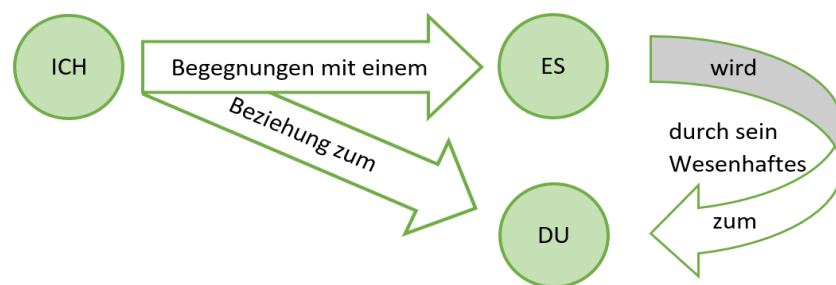 ICH
Begegnungen mit einem
ES
wird
Beziehung zum
durch sein
Wesenhaftes
DU
zum